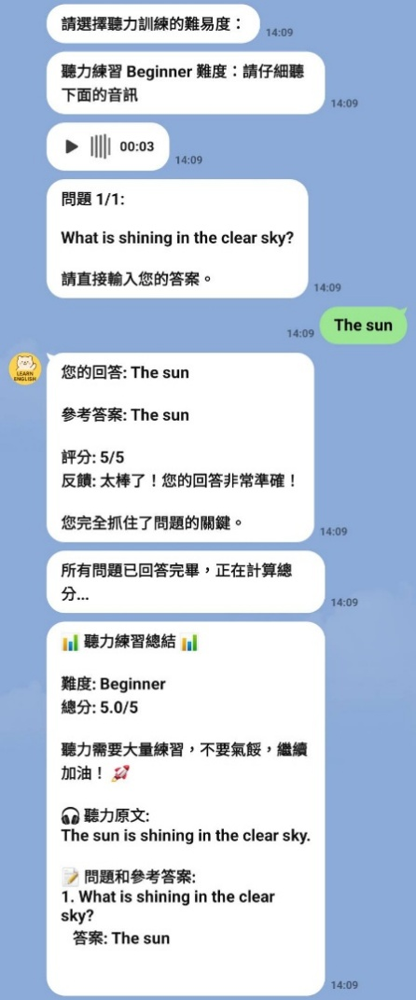 請選擇聽力訓練的難易度：
14:09
聽力練習 Beginner 難度：請仔細聽
下面的音訊
14:09
00:03
14:09
問題 1/1:
What is shining in the clear sky?
請直接輸入您的答案。
14:09
14:09
The sun
LEARN
ENGLISH
您的回答: The sun
參考答案: The sun
評分: 5/5
反饋: 太棒了！您的回答非常準確！
您完全抓住了問題的關鍵。
14:09
所有問題已回答完畢，正在計算總
分...
14:09
📊 聽力練習總結 📊
難度: Beginner
總分: 5.0/5
聽力需要大量練習，不要氣餒，繼續
加油！ 🚀
🎧 聽力原文:
The sun is shining in the clear sky.
📝 問題和參考答案:
1. What is shining in the clear
sky?
答案: The sun
14:09